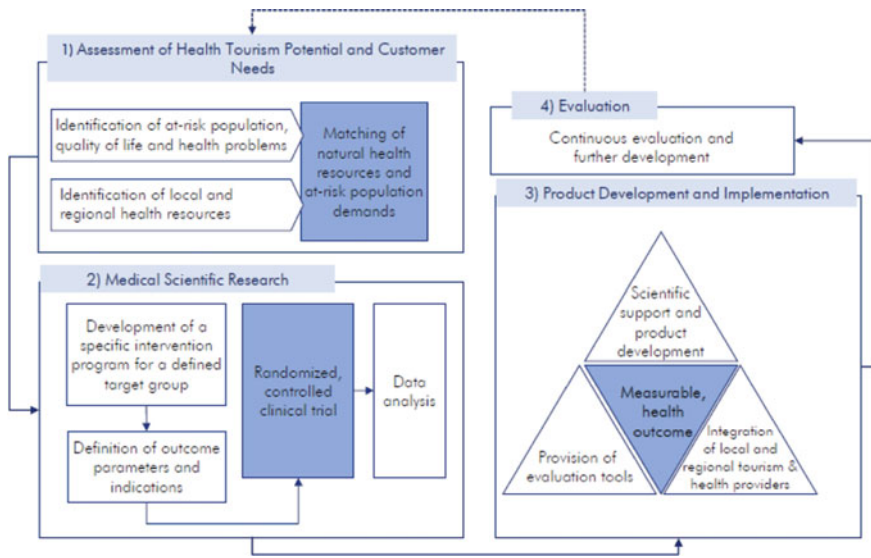 1) Assessment of Health Tourism Potential and Customer
Needs
Identification of at-risk population,
quality of life and health problems
Identification of local and
regional health resources
Matching of
natural health
resources and
at-risk population
demands
2) Medical Scientific Research
Development of a
specific intervention
program for a defined
target group
Definition of outcome
parameters and
indications
Randomized,
controlled
clinical trial
Data
analysis
3) Product Development and Implementation
Scientific
support and
product
development
Measurable,
health
outcome
Provision of
evaluation tools
Integration
of local and
regional tourism &
health providers
4) Evaluation
Continuous evaluation and
further development